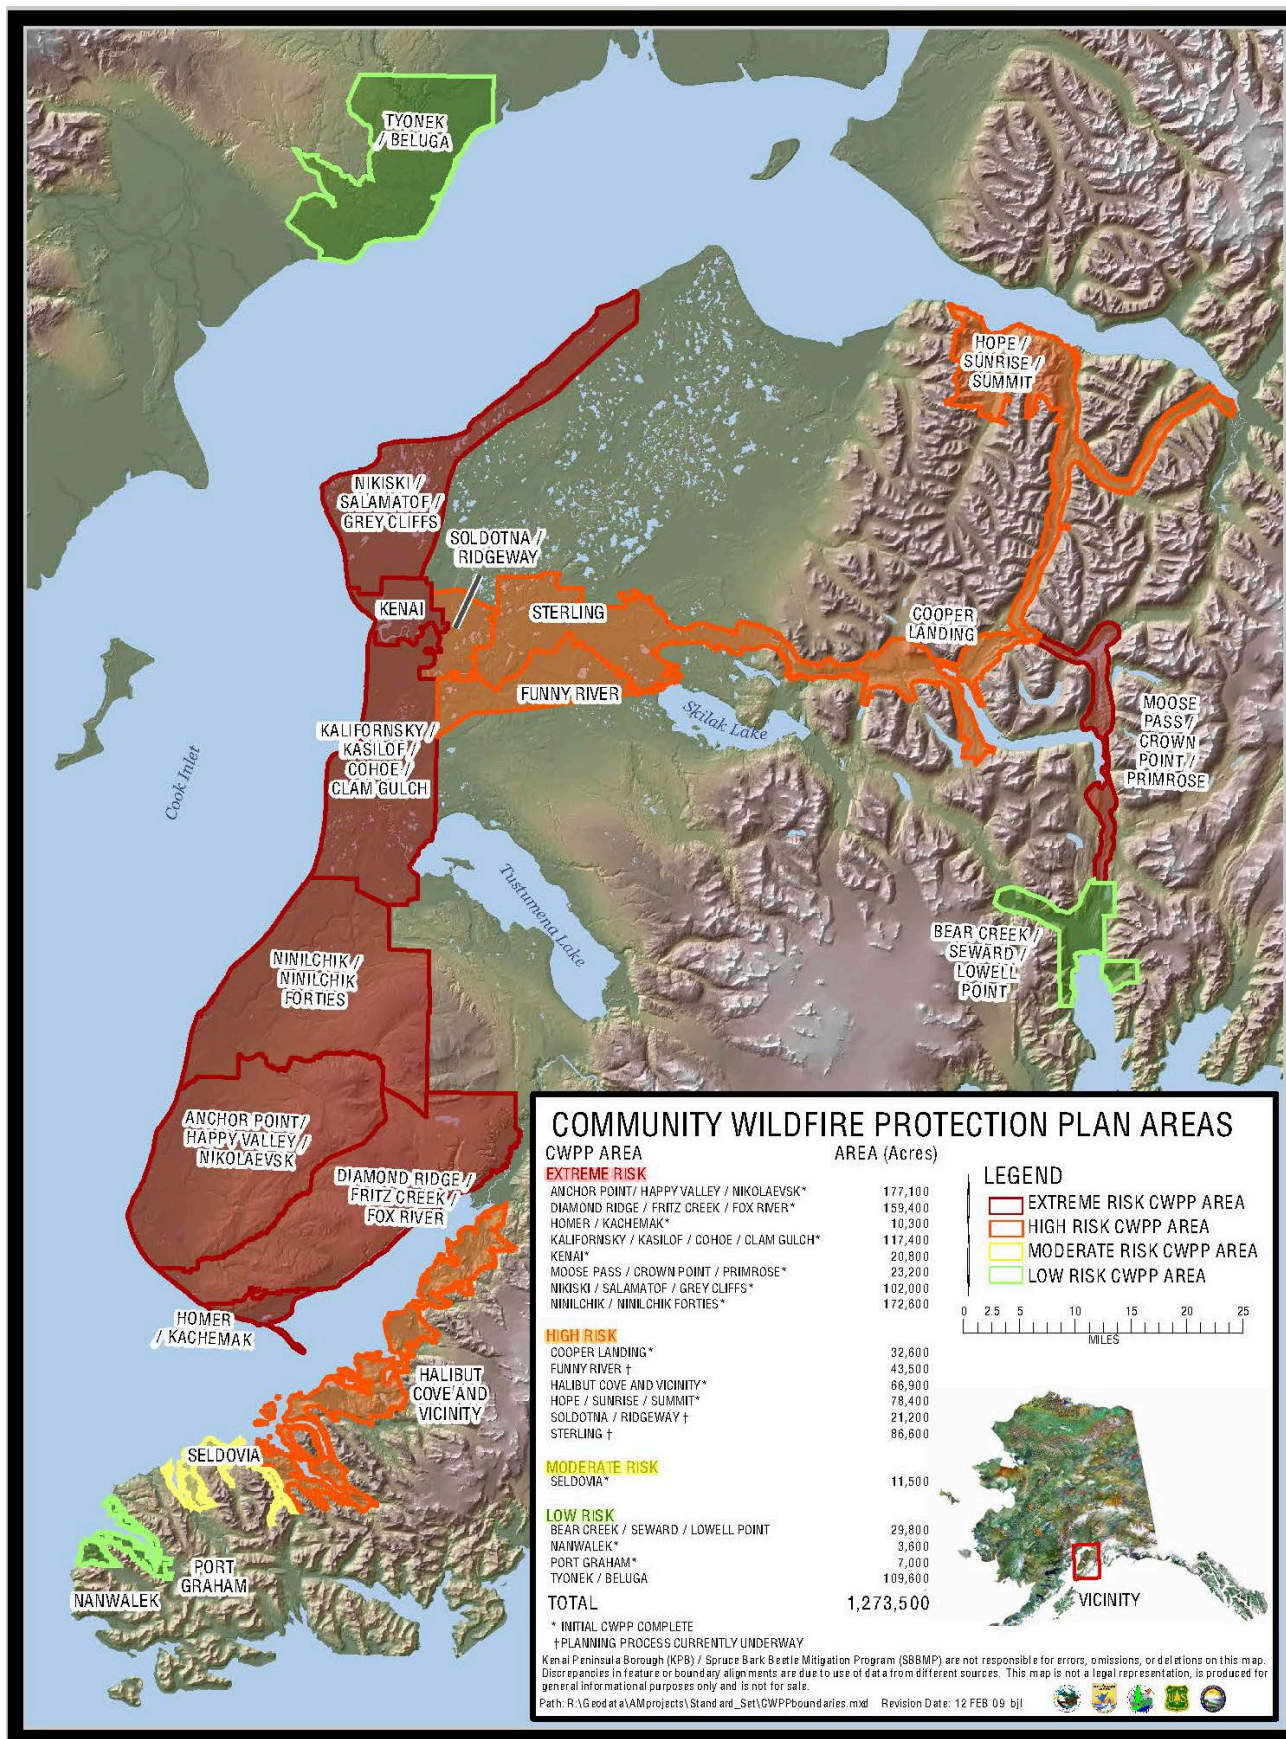 TYONEK
/ BELUGA
HOPE /
SUNRISE /
SUMMIT
NIKISKI /
SALAMATOF /
GREY CLIFFS
SOLDOTNA /
RIDGEWAY
KENAI
STERLING
COOPER
LANDING
FUNNY RIVER
Skilak Lake
MOOSE
PASS /
CROWN
POINT /
PRIMROSE
KALIFORNSKY /
KASILOF /
COHOE /
CLAM GULCH
Cook Inlet
Tustumena Lake
BEAR CREEK /
SEWARD /
LOWELL
POINT
NINILCHIK /
NINILCHIK
FORTIES
ANCHOR POINT/
HAPPY VALLEY /
NIKOLAEVSK
DIAMOND RIDGE /
FRITZ CREEK /
FOX RIVER
HOMER
/ KACHEMAK
HALIBUT
COVE AND
VICINITY
SELDOVIA
PORT
GRAHAM
NANWALEK
COMMUNITY WILDFIRE PROTECTION PLAN AREAS
CWPP AREA AREA (Acres)
EXTREME RISK
ANCHOR POINT/ HAPPY VALLEY / NIKOLAEVSK* 177,100
DIAMOND RIDGE / FRITZ CREEK / FOX RIVER* 159,400
HOMER / KACHEMAK* 10,300
KALIFORNSKY / KASILOF / COHOE / CLAM GULCH* 117,400
KENAI* 20,800
MOOSE PASS / CROWN POINT / PRIMROSE* 23,200
NIKISKI / SALAMATOF / GREY CLIFFS* 102,000
NINILCHIK / NINILCHIK FORTIES* 172,600
HIGH RISK
COOPER LANDING* 32,600
FUNNY RIVER † 43,500
HALIBUT COVE AND VICINITY* 66,900
HOPE / SUNRISE / SUMMIT* 78,400
SOLDOTNA / RIDGEWAY † 21,200
STERLING † 86,600
MODERATE RISK
SELDOVIA* 11,500
LOW RISK
BEAR CREEK / SEWARD / LOWELL POINT 29,800
NANWALEK* 3,600
PORT GRAHAM* 7,000
TYONEK / BELUGA 109,600
TOTAL 1,273,500
* INITIAL CWPP COMPLETE
†PLANNING PROCESS CURRENTLY UNDERWAY
LEGEND
EXTREME RISK CWPP AREA
HIGH RISK CWPP AREA
MODERATE RISK CWPP AREA
LOW RISK CWPP AREA
0 2.5 5 10 15 20 25
MILES
VICINITY
Kenai Peninsula Borough (KPB) / Spruce Bark Beetle Mitigation Program (SBBMP) are not responsible for errors, omissions, or deletions on this map.
Discrepancies in feature or boundary alignments are due to use of data from different sources. This map is not a legal representation, is produced for
general informational purposes only and is not for sale.
Path: R:\Geodata\AMprojects\Standard_Set\CWPPboundaries.mxd Revision Date: 12 FEB 09 bjl